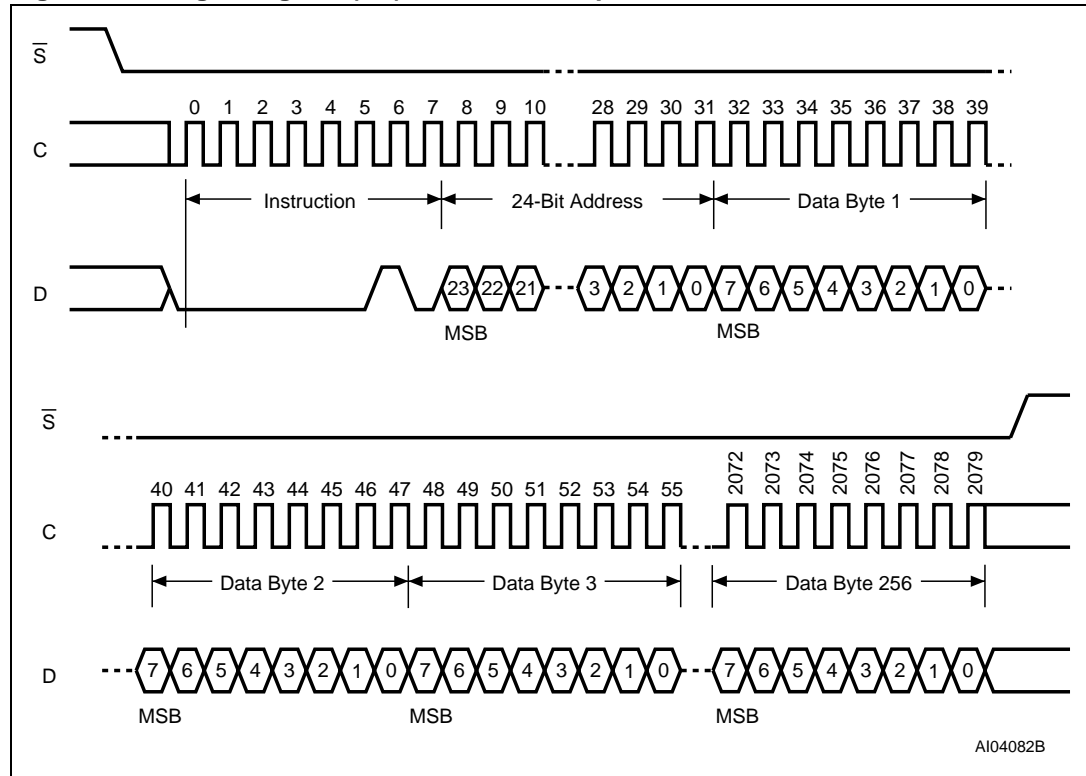 S
0 1 2 3 4 5 6 7 8 9 10 28 29 30 31 32 33 34 35 36 37 38 39
C
Instruction 24-Bit Address Data Byte 1
D 23 22 21 3 2 1 0 7 6 5 4 3 2 1 0
MSB MSB
S
40 41 42 43 44 45 46 47 48 49 50 51 52 53 54 55 2072 2073 2074 2075 2076 2077 2078 2079
C
Data Byte 2 Data Byte 3 Data Byte 256
D 7 6 5 4 3 2 1 0 7 6 5 4 3 2 1 0 7 6 5 4 3 2 1 0
MSB MSB MSB
AI04082B